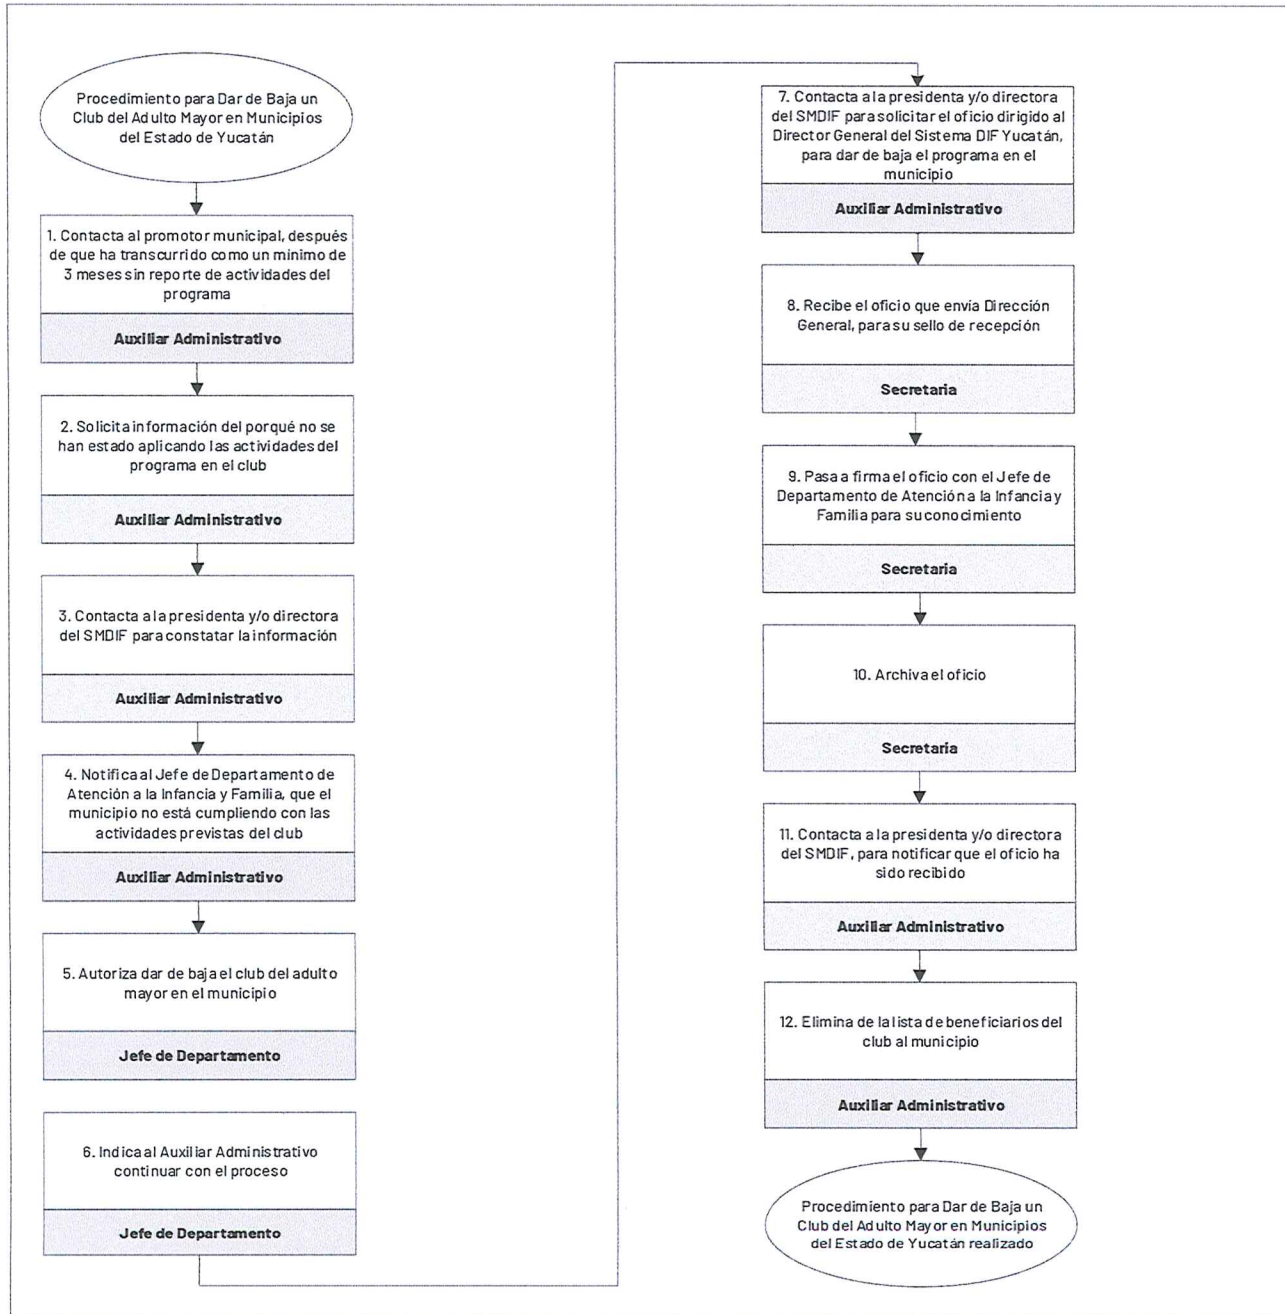 Procedimiento para Dar de Baja un
Club del Adulto Mayor en Municipios
del Estado de Yucatán
1. Contacta al promotor municipal, después
de que ha transcurrido como un mínimo de
3 meses sin reporte de actividades del
programa
Auxiliar Administrativo
2. Solicita información del porqué no se
han estado aplicando las actividades del
programa en el club
Auxiliar Administrativo
3. Contacta a la presidenta y/o directora
del SMDIF para constatar la información
Auxiliar Administrativo
4. Notifica al Jefe de Departamento de
Atención a la Infancia y Familia, que el
municipio no está cumpliendo con las
actividades previstas del club
Auxiliar Administrativo
5. Autoriza dar de baja el club del adulto
mayor en el municipio
Jefe de Departamento
6. Indica al Auxiliar Administrativo
continuar con el proceso
Jefe de Departamento
7. Contacta a la presidenta y/o directora
del SMDIF para solicitar el oficio dirigido al
Director General del Sistema DIF Yucatán,
para dar de baja el programa en el
municipio
Auxiliar Administrativo
8. Recibe el oficio que envía Dirección
General, para su sello de recepción
Secretaria
9. Pasa a firma el oficio con el Jefe de
Departamento de Atención a la Infancia y
Familia para su conocimiento
Secretaria
10. Archiva el oficio
Secretaria
11. Contacta a la presidenta y/o directora
del SMDIF, para notificar que el oficio ha
sido recibido
Auxiliar Administrativo
12. Elimina de la lista de beneficiarios del
club al municipio
Auxiliar Administrativo
Procedimiento para Dar de Baja un
Club del Adulto Mayor en Municipios
del Estado de Yucatán realizado